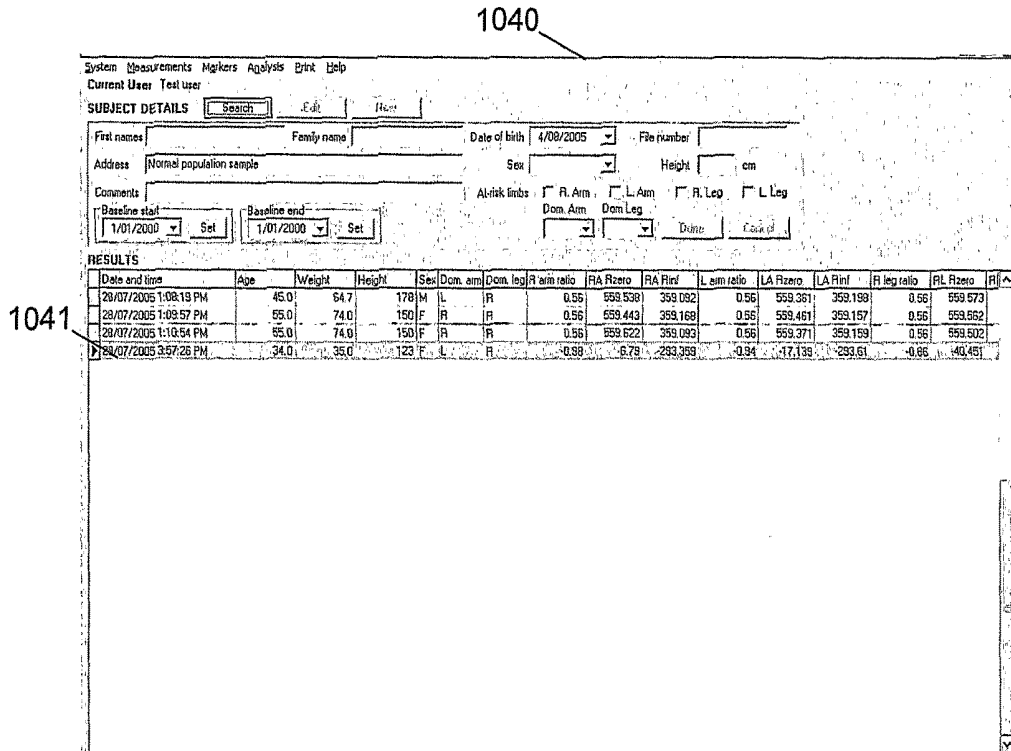 1040
System Measurements Markers Analysis Print Help
Current User Test user
SUBJECT DETAILS Search Edit New
First names Family name Date of birth 4/08/2005 File number
Address Normal population sample Sex Height cm
Comments At-risk limbs R. Arm L. Arm R. Leg L. Leg
Baseline start Baseline end Dom. Arm Dom Leg
1/01/2000 Set 1/01/2000 Set Done Cancel
RESULTS
Date and time Age Weight Height Sex Dom. arm Dom. leg R arm ratio RA Rzero RA Rinf L arm ratio LA Rzero LA Rinf R leg ratio RL Rzero R
28/07/2005 1:08:19 PM 45.0 64.7 178 M L R 0.56 559.538 359.092 0.56 559.361 359.198 0.56 559.573
28/07/2005 1:09:57 PM 65.0 74.0 150 F R R 0.56 559.443 359.168 0.56 559.461 359.157 0.56 559.562
28/07/2005 1:10:54 PM 65.0 74.0 150 F R R 0.56 559.622 359.093 0.56 559.371 359.159 0.56 559.502
1041
29/07/2005 3:57:26 PM 34.0 35.0 123 F L R -0.98 -6.79 -293.359 -0.94 -17.139 -293.61 -0.86 -40.451